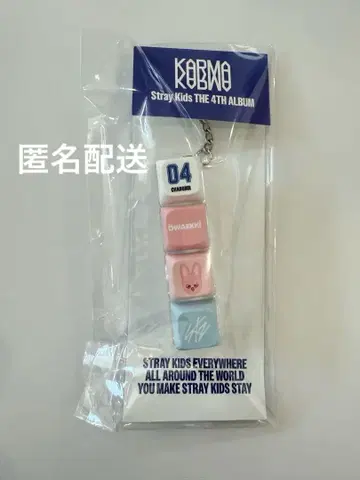 KARMA
Stray Kids THE 4TH ALBUM
匿名配送
04
CHANGBIN
DWAEKKI
STRAY KIDS EVERYWHERE
ALL AROUND THE WORLD
YOU MAKE STRAY KIDS STAY